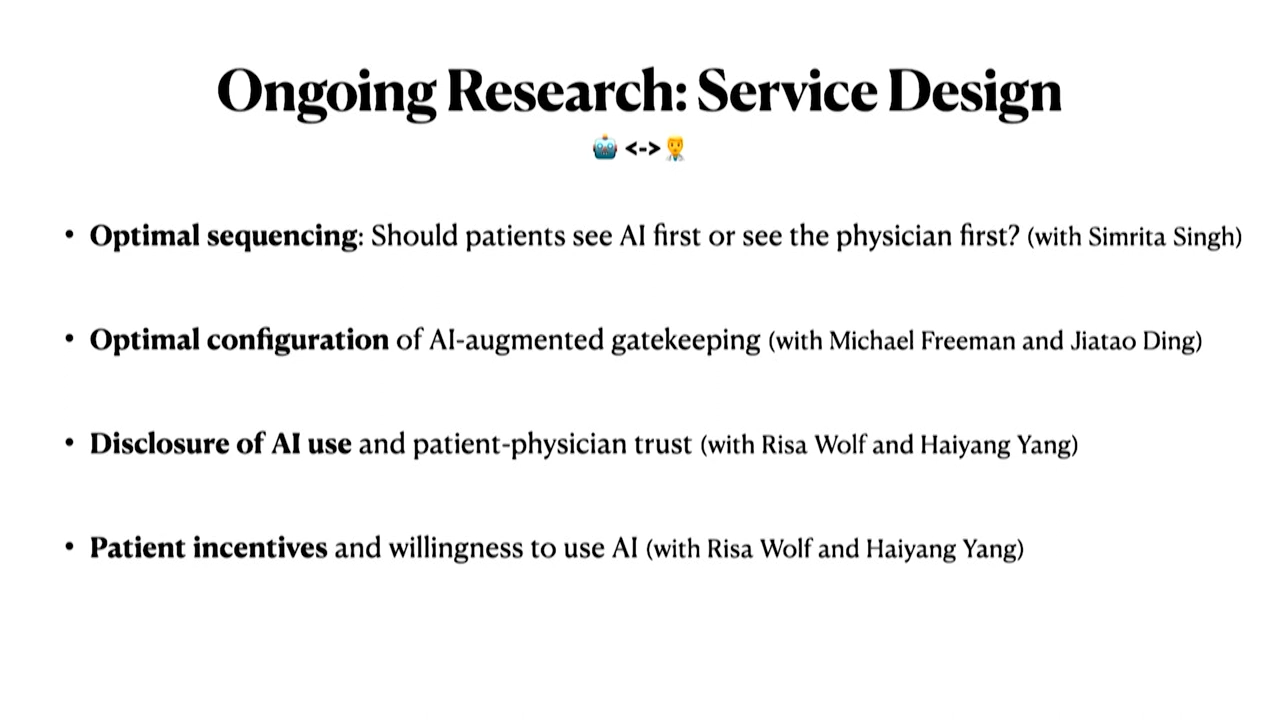 Ongoing Research: Service Design
🤖 <-> 👨‍⚕️
• Optimal sequencing: Should patients see AI first or see the physician first? (with Simrita Singh)
• Optimal configuration of AI-augmented gatekeeping (with Michael Freeman and Jiatao Ding)
• Disclosure of AI use and patient-physician trust (with Risa Wolf and Haiyang Yang)
• Patient incentives and willingness to use AI (with Risa Wolf and Haiyang Yang)